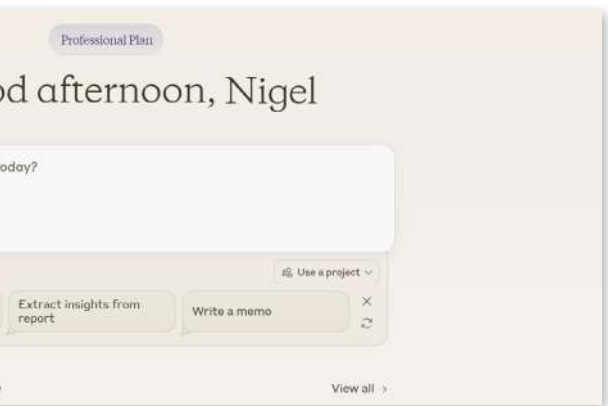 Professional Plan
od afternoon, Nigel
oday?
Use a project
Extract insights from
report
Write a memo
View all